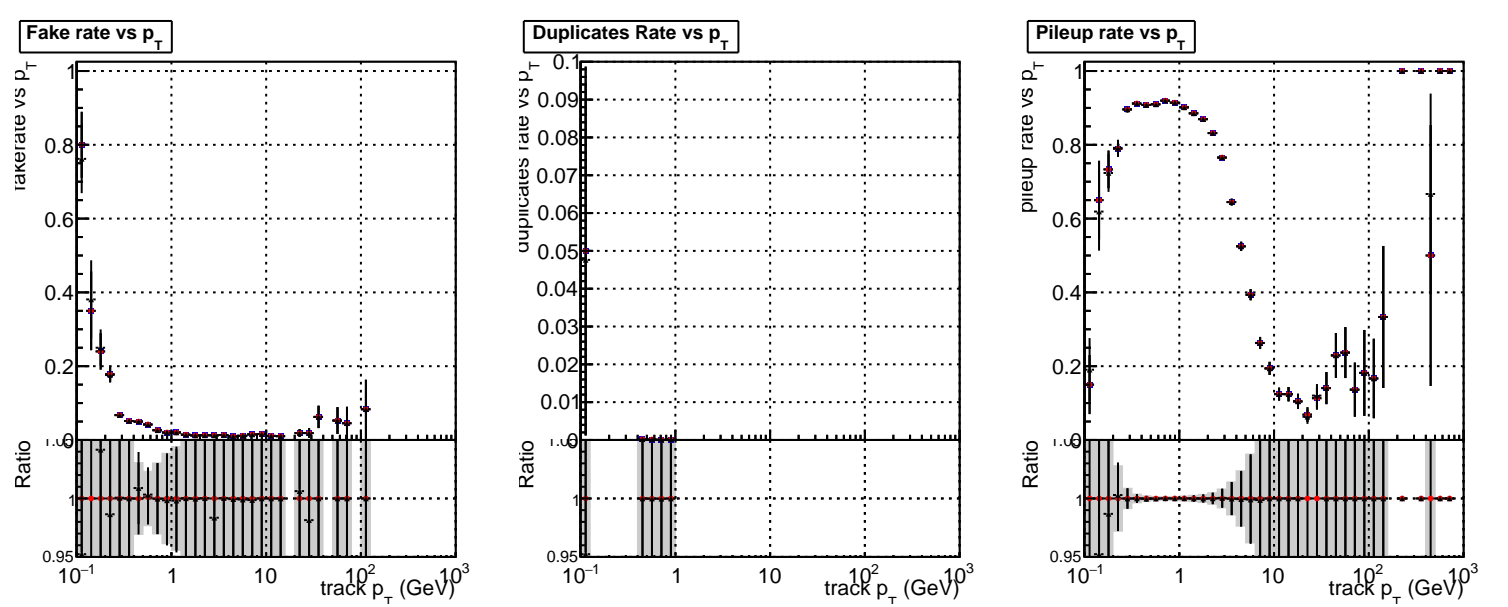 Fake rate vs p_T
fakerate vs p_T
1
0.8
0.6
0.4
0.2
Ratio
1
0.95
10^−1 1 10 10^2 10^3
track p_T (GeV)
Duplicates Rate vs p_T
duplicates rate vs p_T
0.1
0.09
0.08
0.07
0.06
0.05
0.04
0.03
0.02
0.01
Ratio
1
0.95
10^−1 1 10 10^2 10^3
track p_T (GeV)
Pileup rate vs p_T
pileup rate vs p_T
1
0.8
0.6
0.4
0.2
Ratio
1
0.95
10^−1 1 10 10^2 10^3
track p_T (GeV)